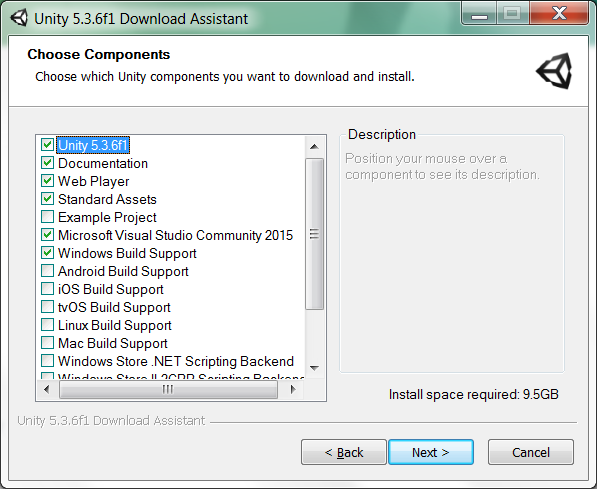 Unity 5.3.6f1 Download Assistant
Choose Components
Choose which Unity components you want to download and install.
Unity 5.3.6f1
Documentation
Web Player
Standard Assets
Example Project
Microsoft Visual Studio Community 2015
Windows Build Support
Android Build Support
iOS Build Support
tvOS Build Support
Linux Build Support
Mac Build Support
Windows Store .NET Scripting Backend
Windows Store IL2CPP Scripting Backend
Description
Position your mouse over a
component to see its description.
Install space required: 9.5GB
Unity 5.3.6f1 Download Assistant
< Back
Next >
Cancel